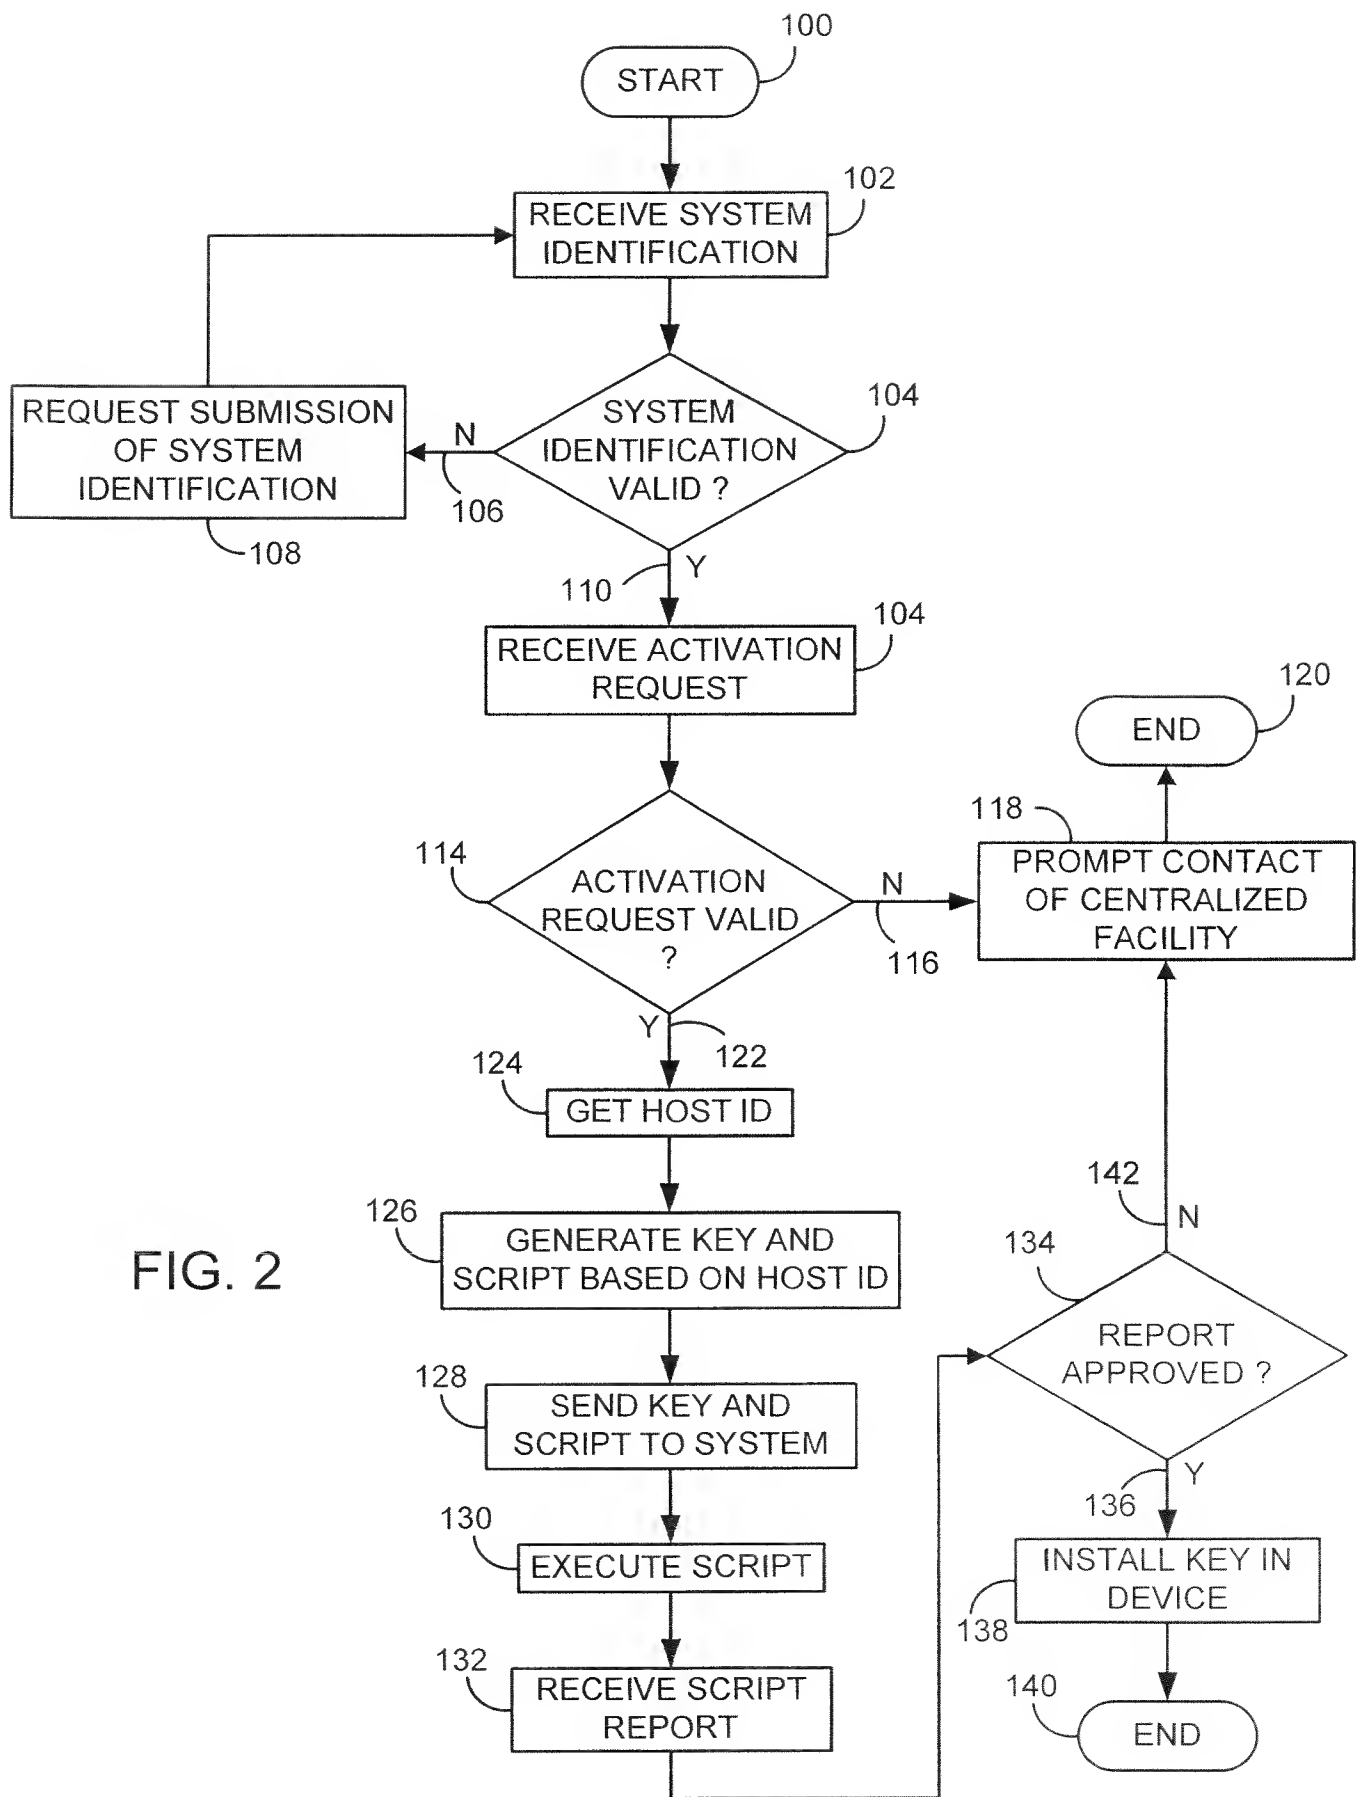 100
START
102
RECEIVE SYSTEM
IDENTIFICATION
104
SYSTEM
IDENTIFICATION
VALID ?
N
106
REQUEST SUBMISSION
OF SYSTEM
IDENTIFICATION
108
110
Y
104
RECEIVE ACTIVATION
REQUEST
120
END
118
PROMPT CONTACT
OF CENTRALIZED
FACILITY
114
ACTIVATION
REQUEST VALID
?
N
116
Y
122
124
GET HOST ID
126
GENERATE KEY AND
SCRIPT BASED ON HOST ID
FIG. 2
128
SEND KEY AND
SCRIPT TO SYSTEM
130
EXECUTE SCRIPT
132
RECEIVE SCRIPT
REPORT
142
N
134
REPORT
APPROVED ?
Y
136
INSTALL KEY IN
DEVICE
138
140
END